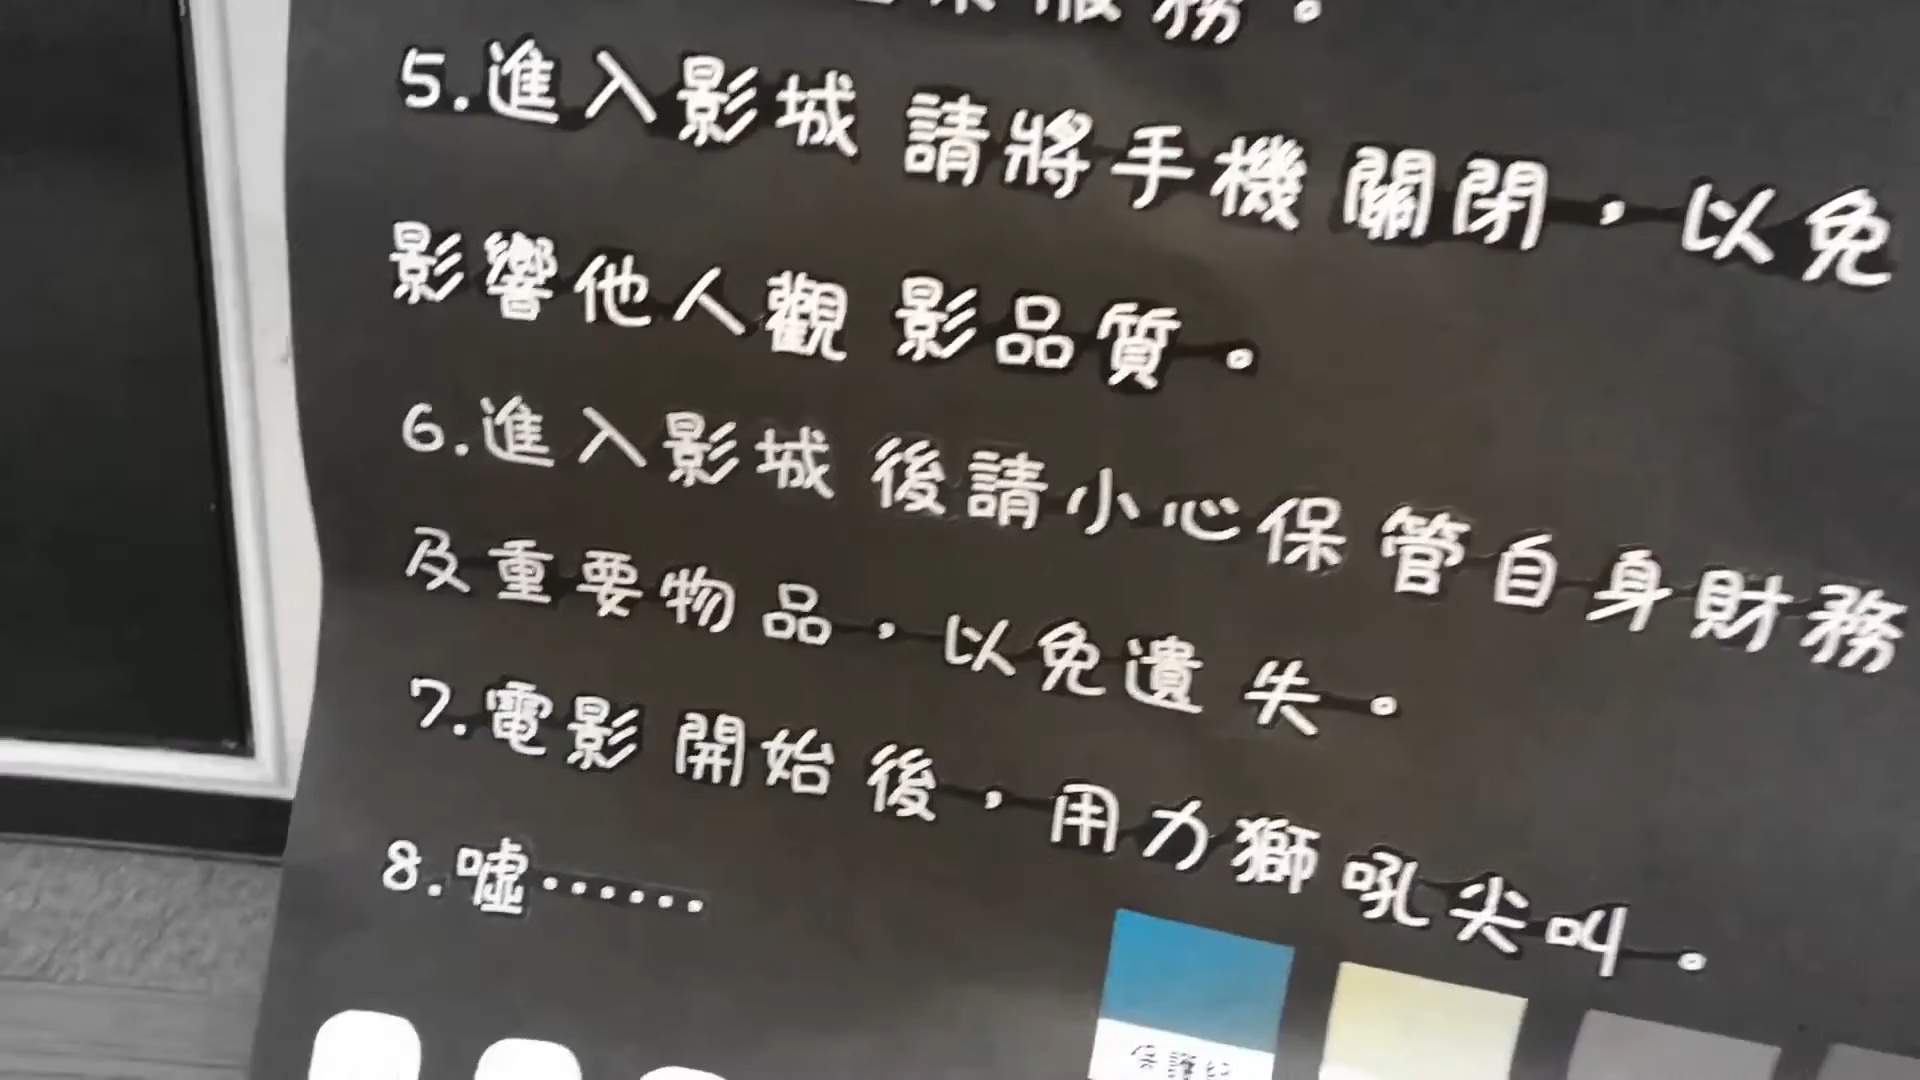 服務。
5.進入影城請將手機關閉，以免
影響他人觀影品質。
6.進入影城後請小心保管自身財務
及重要物品，以免遺失。
7.電影開始後，用力獅吼尖叫。
8.噓……